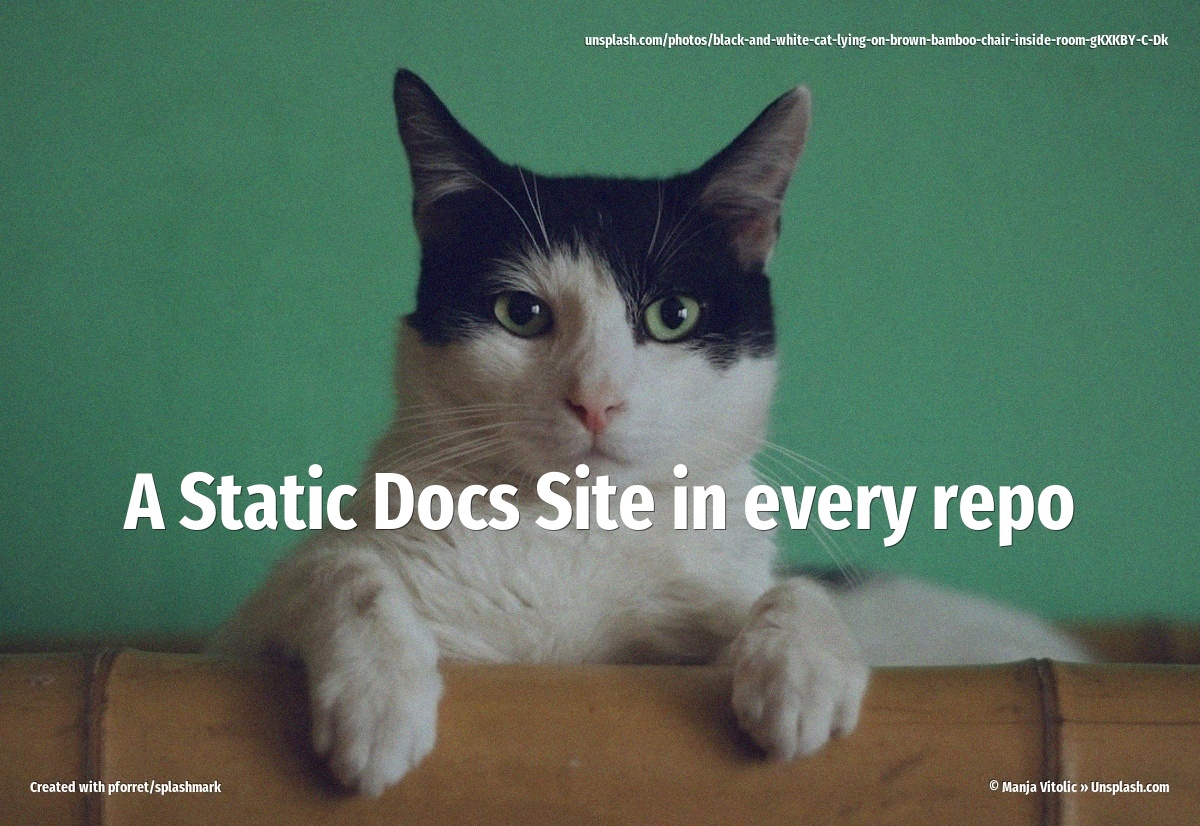 unsplash.com/photos/black-and-white-cat-lying-on-brown-bamboo-chair-inside-room-gKXKBY-C-Dk
A Static Docs Site in every repo
Created with pforret/splashmark
© Manja Vitolic » Unsplash.com